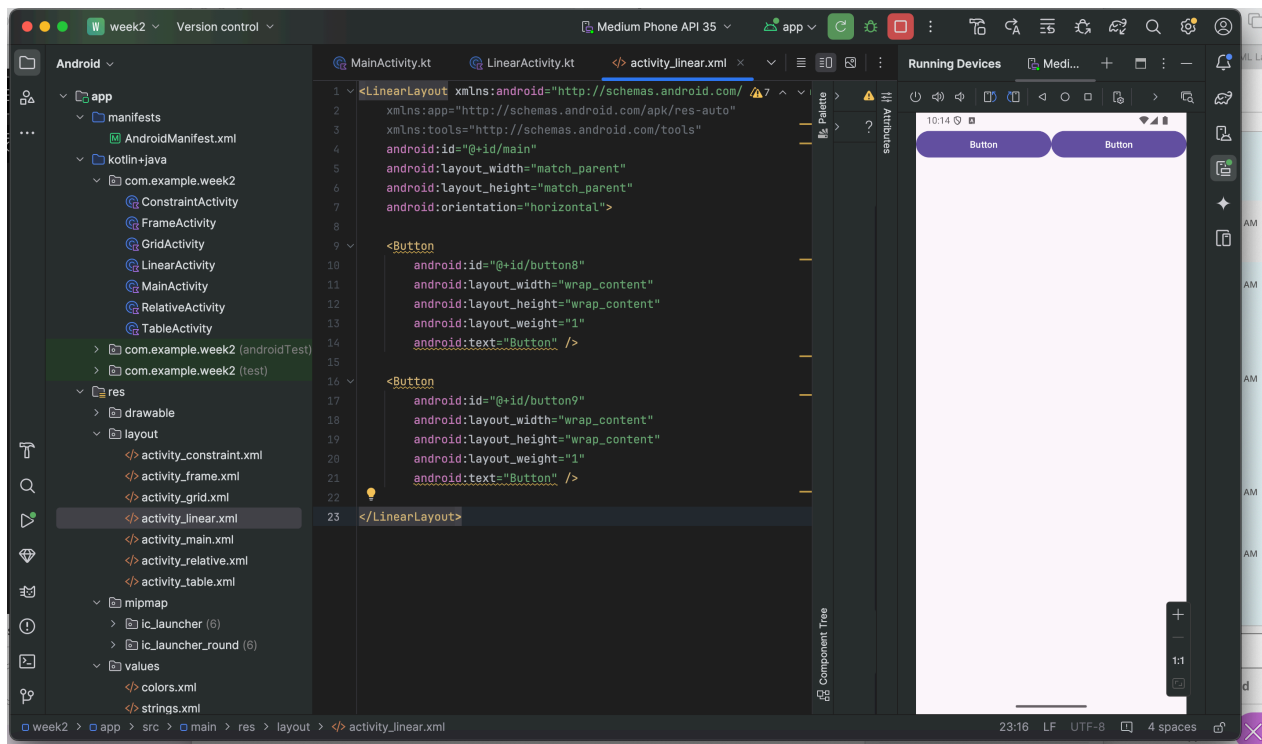 W week2
Version control
Medium Phone API 35
app
Android
app
manifests
AndroidManifest.xml
kotlin+java
com.example.week2
ConstraintActivity
FrameActivity
GridActivity
LinearActivity
MainActivity
RelativeActivity
TableActivity
com.example.week2 (androidTest)
com.example.week2 (test)
res
drawable
layout
activity_constraint.xml
activity_frame.xml
activity_grid.xml
activity_linear.xml
activity_main.xml
activity_relative.xml
activity_table.xml
mipmap
ic_launcher (6)
ic_launcher_round (6)
values
colors.xml
strings.xml
MainActivity.kt
LinearActivity.kt
activity_linear.xml
7
1 <LinearLayout xmlns:android="http://schemas.android.com/
2 xmlns:app="http://schemas.android.com/apk/res-auto"
3 xmlns:tools="http://schemas.android.com/tools"
4 android:id="@+id/main"
5 android:layout_width="match_parent"
6 android:layout_height="match_parent"
7 android:orientation="horizontal">
8
9 <Button
10 android:id="@+id/button8"
11 android:layout_width="wrap_content"
12 android:layout_height="wrap_content"
13 android:layout_weight="1"
14 android:text="Button" />
15
16 <Button
17 android:id="@+id/button9"
18 android:layout_width="wrap_content"
19 android:layout_height="wrap_content"
20 android:layout_weight="1"
21 android:text="Button" />
22
23 </LinearLayout>
Palette
Attributes
?
Component Tree
Running Devices
Medi...
10:14
Button
Button
1:1
AM
AM
AM
AM
AM
week2 > app > src > main > res > layout > activity_linear.xml
23:16 LF UTF-8 4 spaces